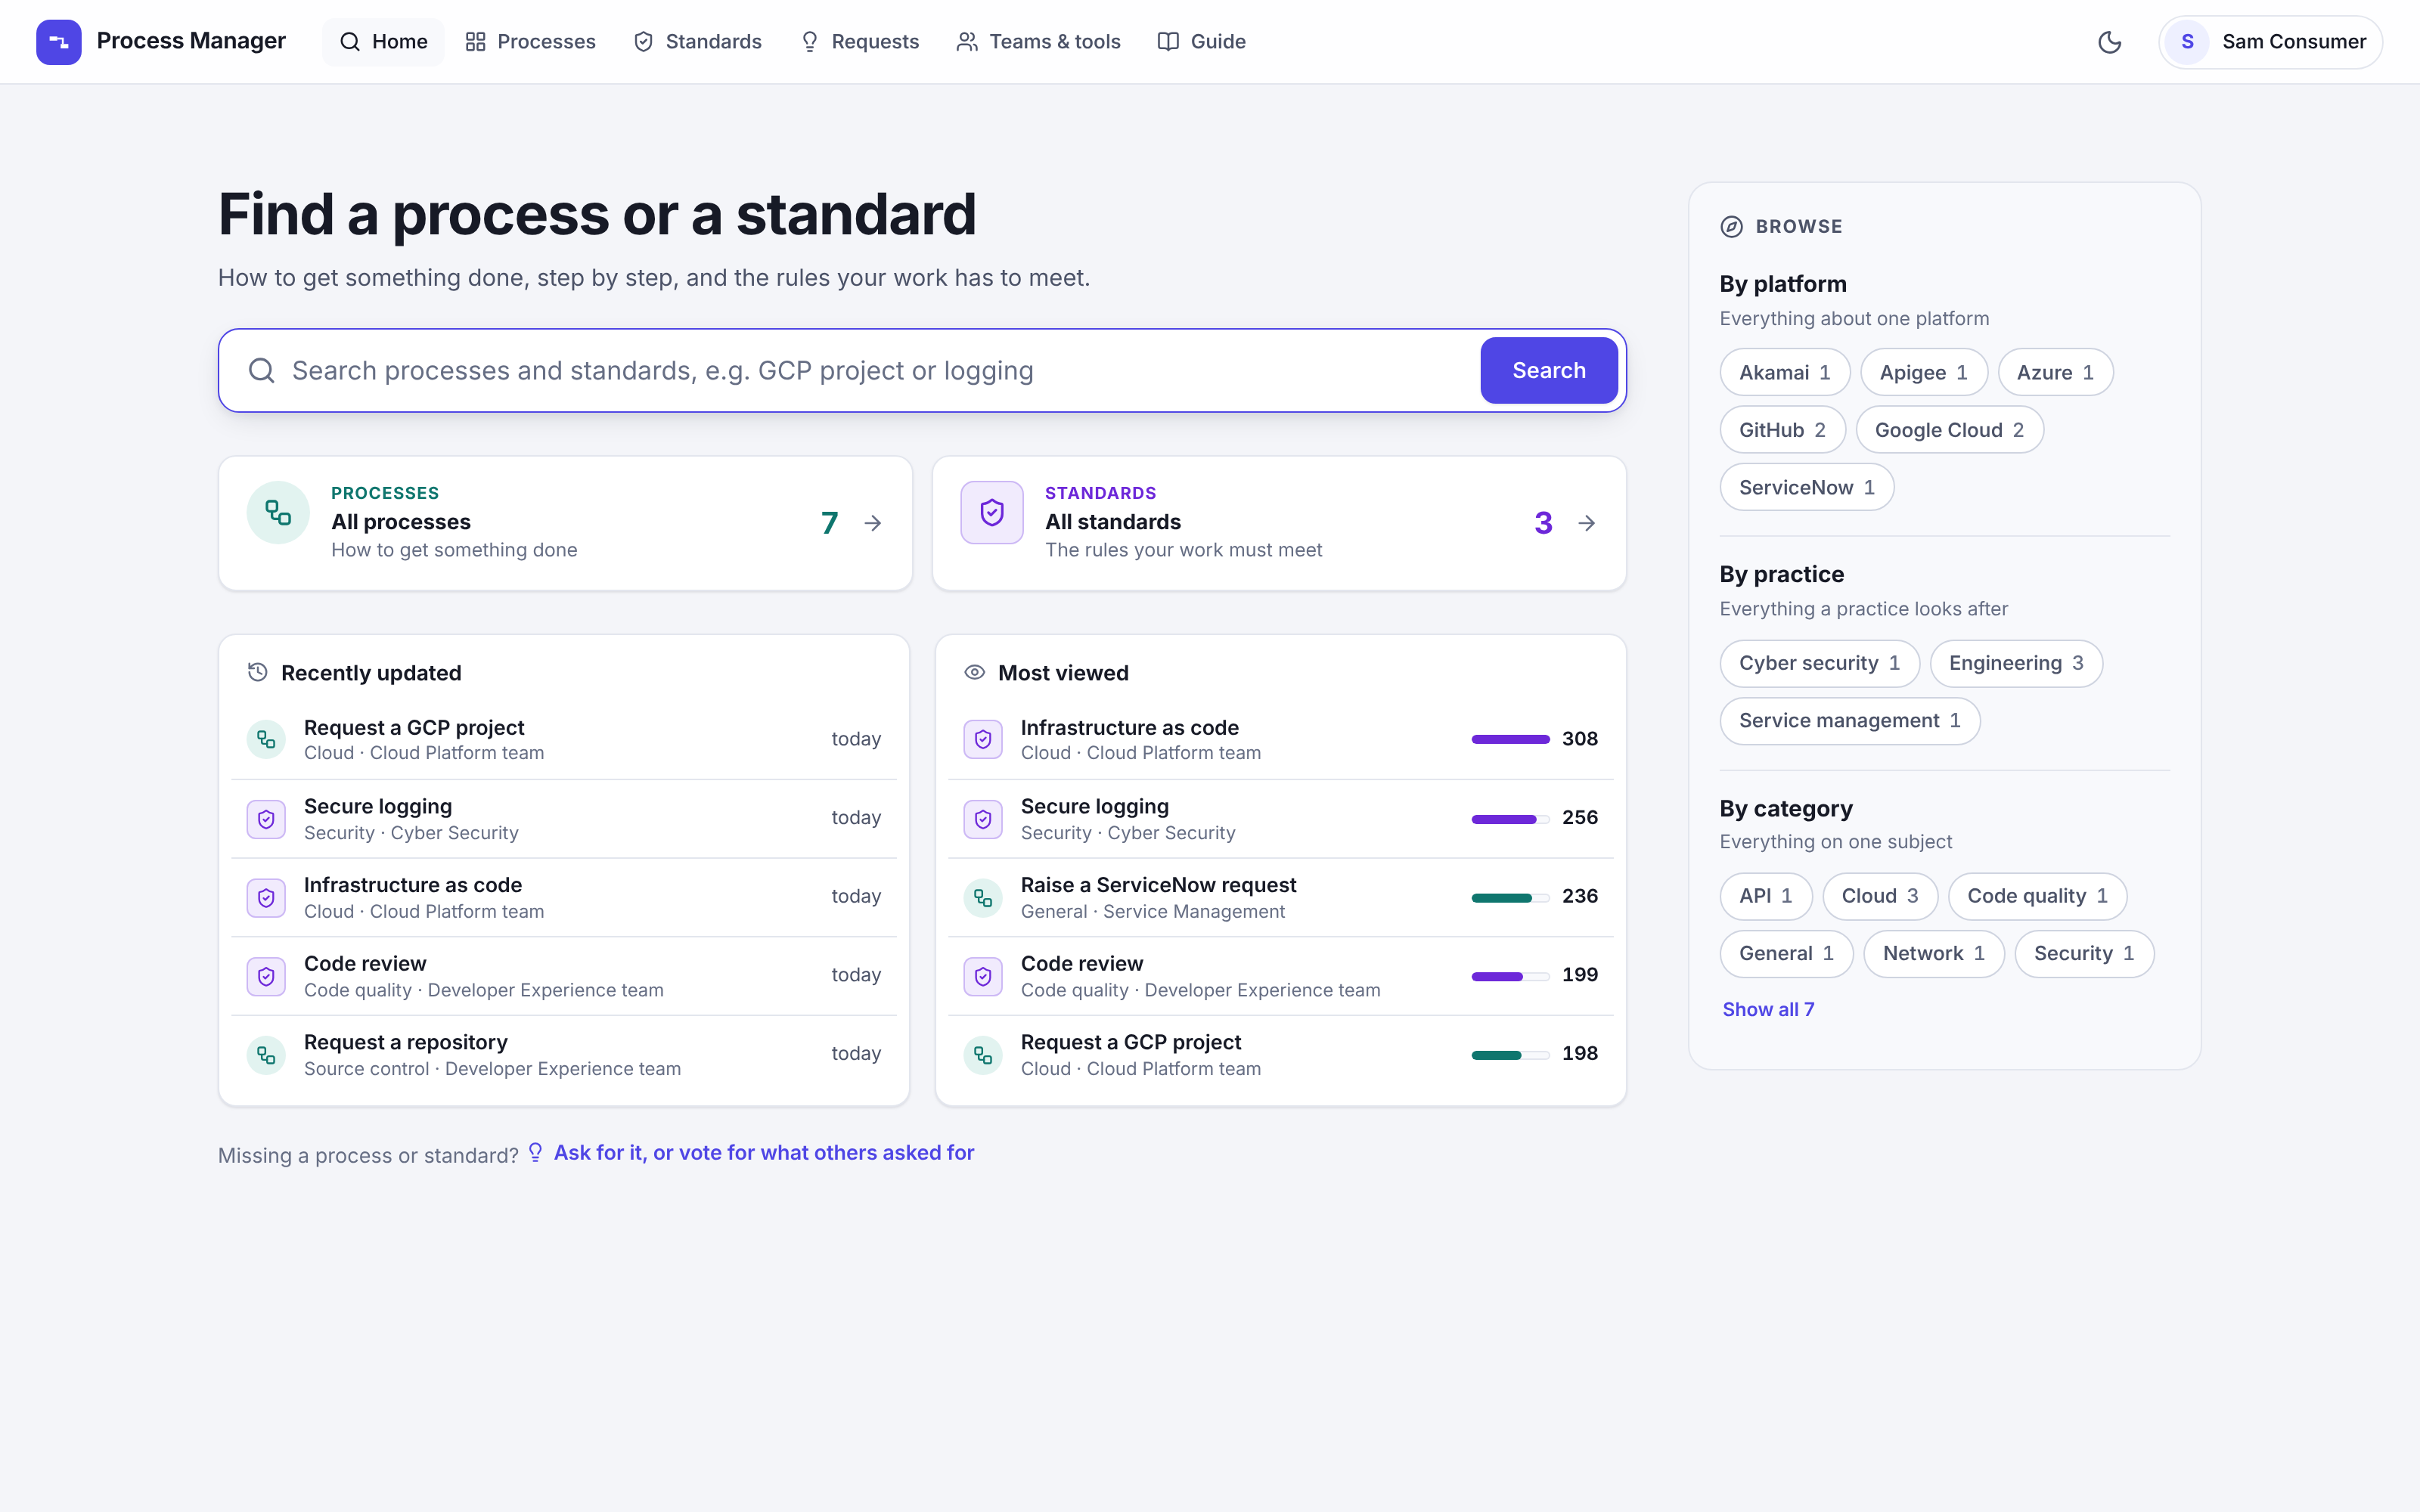 Process Manager
Home
Processes
Standards
Requests
Teams & tools
Guide
S
Sam Consumer
Find a process or a standard
How to get something done, step by step, and the rules your work has to meet.
Search processes and standards, e.g. GCP project or logging
Search
PROCESSES
All processes
How to get something done
7
STANDARDS
All standards
The rules your work must meet
3
Recently updated
Request a GCP project
Cloud · Cloud Platform team
today
Secure logging
Security · Cyber Security
today
Infrastructure as code
Cloud · Cloud Platform team
today
Code review
Code quality · Developer Experience team
today
Request a repository
Source control · Developer Experience team
today
Most viewed
Infrastructure as code
Cloud · Cloud Platform team
308
Secure logging
Security · Cyber Security
256
Raise a ServiceNow request
General · Service Management
236
Code review
Code quality · Developer Experience team
199
Request a GCP project
Cloud · Cloud Platform team
198
Missing a process or standard? Ask for it, or vote for what others asked for
BROWSE
By platform
Everything about one platform
Akamai 1
Apigee 1
Azure 1
GitHub 2
Google Cloud 2
ServiceNow 1
By practice
Everything a practice looks after
Cyber security 1
Engineering 3
Service management 1
By category
Everything on one subject
API 1
Cloud 3
Code quality 1
General 1
Network 1
Security 1
Show all 7